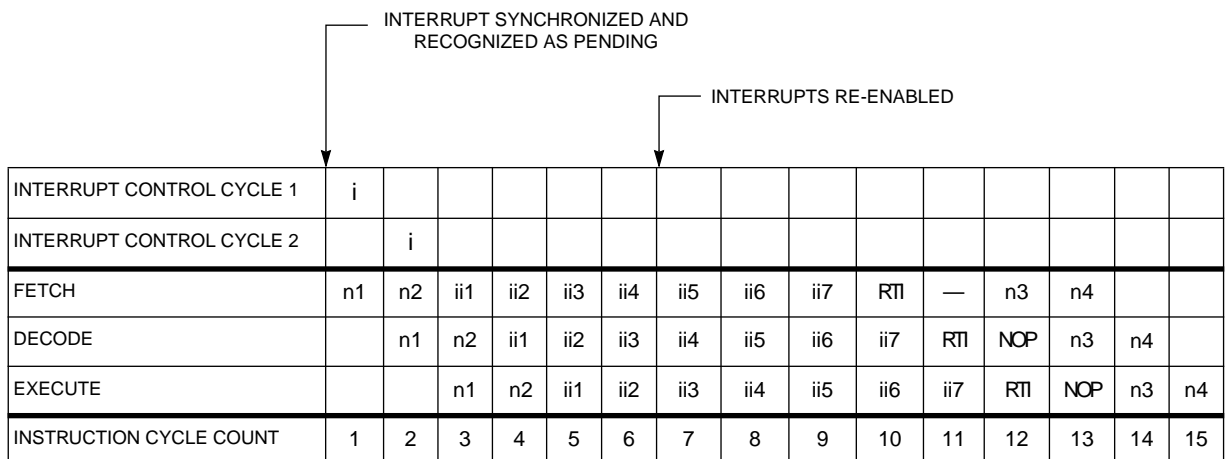 INTERRUPT SYNCHRONIZED AND
RECOGNIZED AS PENDING
INTERRUPTS RE-ENABLED
INTERRUPT CONTROL CYCLE 1 i
INTERRUPT CONTROL CYCLE 2 i
FETCH n1 n2 ii1 ii2 ii3 ii4 ii5 ii6 ii7 RTI — n3 n4
DECODE n1 n2 ii1 ii2 ii3 ii4 ii5 ii6 ii7 RTI NOP n3 n4
EXECUTE n1 n2 ii1 ii2 ii3 ii4 ii5 ii6 ii7 RTI NOP n3 n4
INSTRUCTION CYCLE COUNT 1 2 3 4 5 6 7 8 9 10 11 12 13 14 15